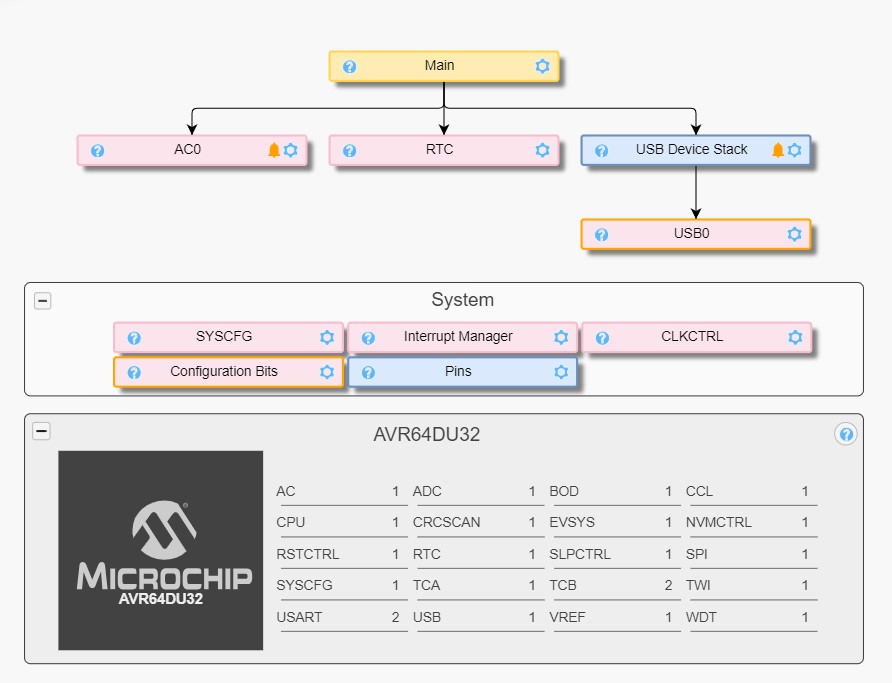 Main
AC0 RTC USB Device Stack
USB0
System
SYSCFG Interrupt Manager CLKCTRL
Configuration Bits Pins
AVR64DU32
AC 1 ADC 1 BOD 1 CCL 1
CPU 1 CRCSCAN 1 EVSYS 1 NVMCTRL 1
RSTCTRL 1 RTC 1 SLPCTRL 1 SPI 1
SYSCFG 1 TCA 1 TCB 2 TWI 1
USART 2 USB 1 VREF 1 WDT 1
MICROCHIP
AVR64DU32